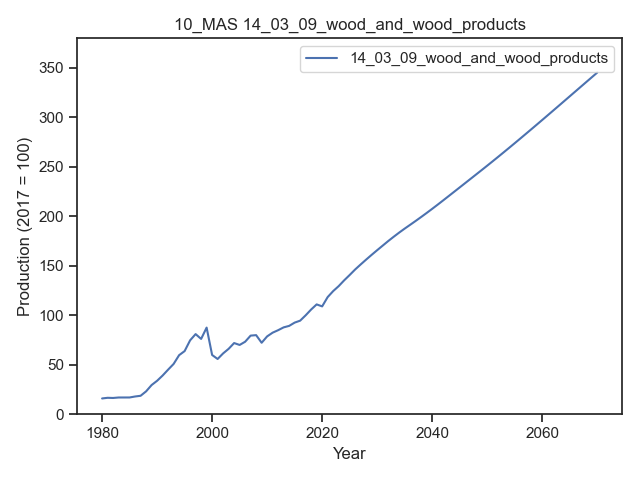 10_MAS 14_03_09_wood_and_wood_products
14_03_09_wood_and_wood_products
Production (2017 = 100)
350
300
250
200
150
100
50
0
1980 2000 2020 2040 2060
Year